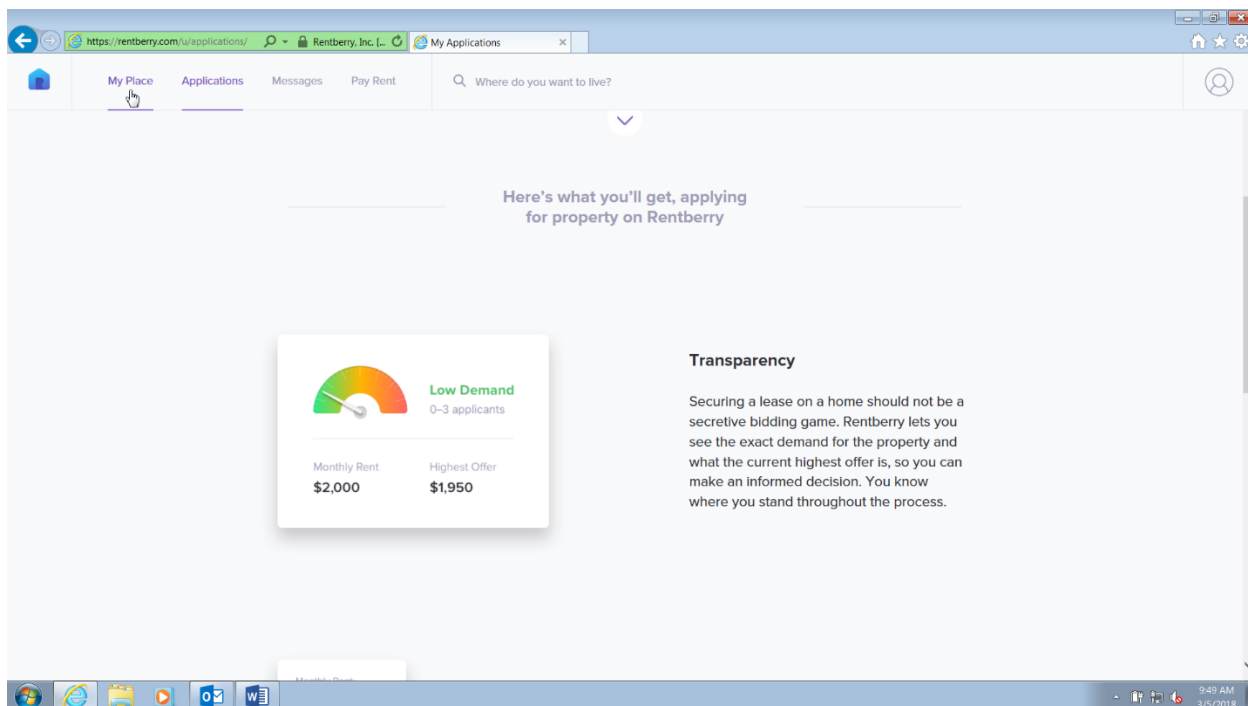 https://rentberry.com/u/applications/ Rentberry, Inc. [... My Applications
My Place Applications Messages Pay Rent Where do you want to live?
Here's what you'll get, applying
for property on Rentberry
Low Demand
0–3 applicants
Monthly Rent Highest Offer
$2,000 $1,950
Transparency
Securing a lease on a home should not be a
secretive bidding game. Rentberry lets you
see the exact demand for the property and
what the current highest offer is, so you can
make an informed decision. You know
where you stand throughout the process.
Monthly Rent
9:49 AM
3/5/2018